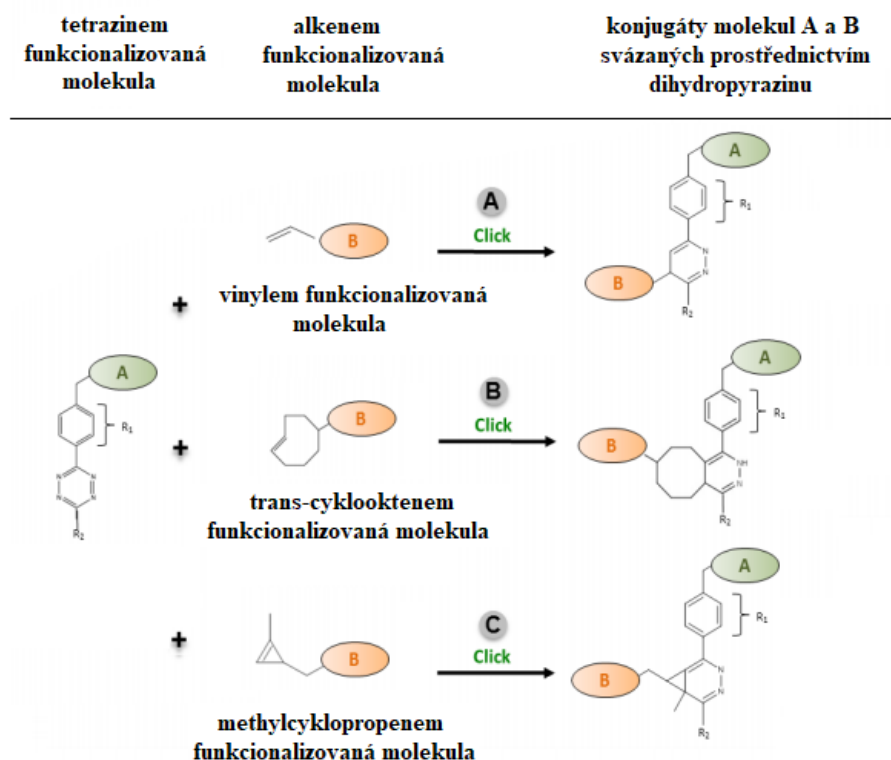 tetrazinem
funkcionalizovaná
molekula
alkenem
funkcionalizovaná
molekula
konjugáty molekul A a B
svázaných prostřednictvím
dihydropyrazinu
A
R1
N
N
R2
B
A
Click
B
+
vinylem funkcionalizovaná
molekula
A
R1
N
N
N
N
R2
+
B
B
Click
A
R1
B
NH
N
R2
trans-cyklooktenem
funkcionalizovaná molekula
+
B
C
Click
A
R1
B
N
N
R2
methylcyklopropenem
funkcionalizovaná molekula